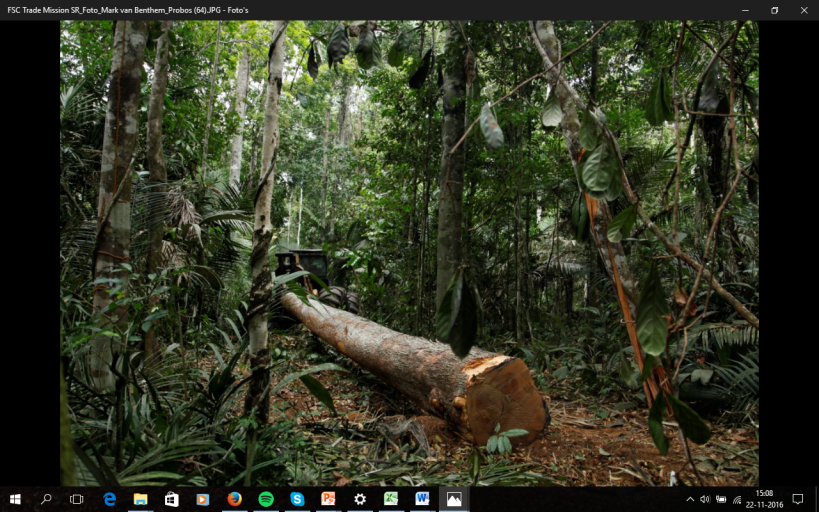 FSC Trade Mission SR_Foto_Mark van Benthem_Probos (64).JPG - Foto's
15:08
22-11-2016